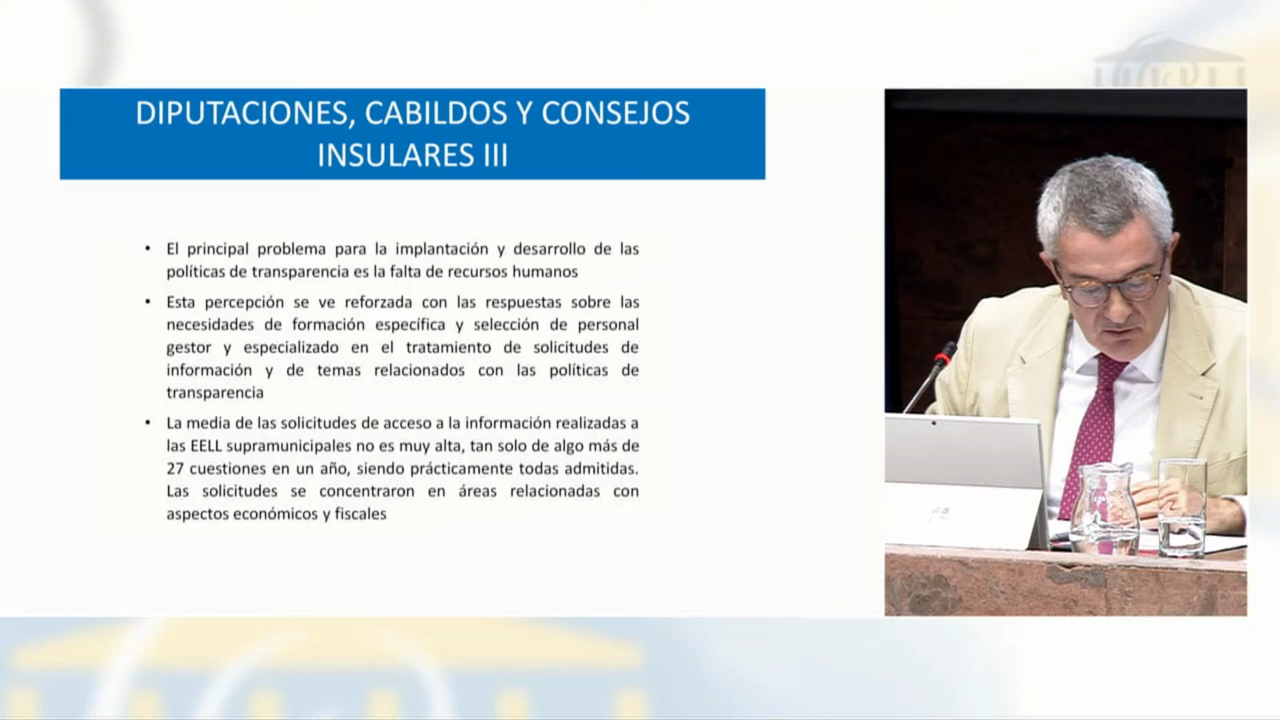 DIPUTACIONES, CABILDOS Y CONSEJOS
INSULARES III
• El principal problema para la implantación y desarrollo de las
políticas de transparencia es la falta de recursos humanos
• Esta percepción se ve reforzada con las respuestas sobre las
necesidades de formación específica y selección de personal
gestor y especializado en el tratamiento de solicitudes de
información y de temas relacionados con las políticas de
transparencia
• La media de las solicitudes de acceso a la información realizadas a
las EELL supramunicipales no es muy alta, tan solo de algo más de
27 cuestiones en un año, siendo prácticamente todas admitidas.
Las solicitudes se concentraron en áreas relacionadas con
aspectos económicos y fiscales